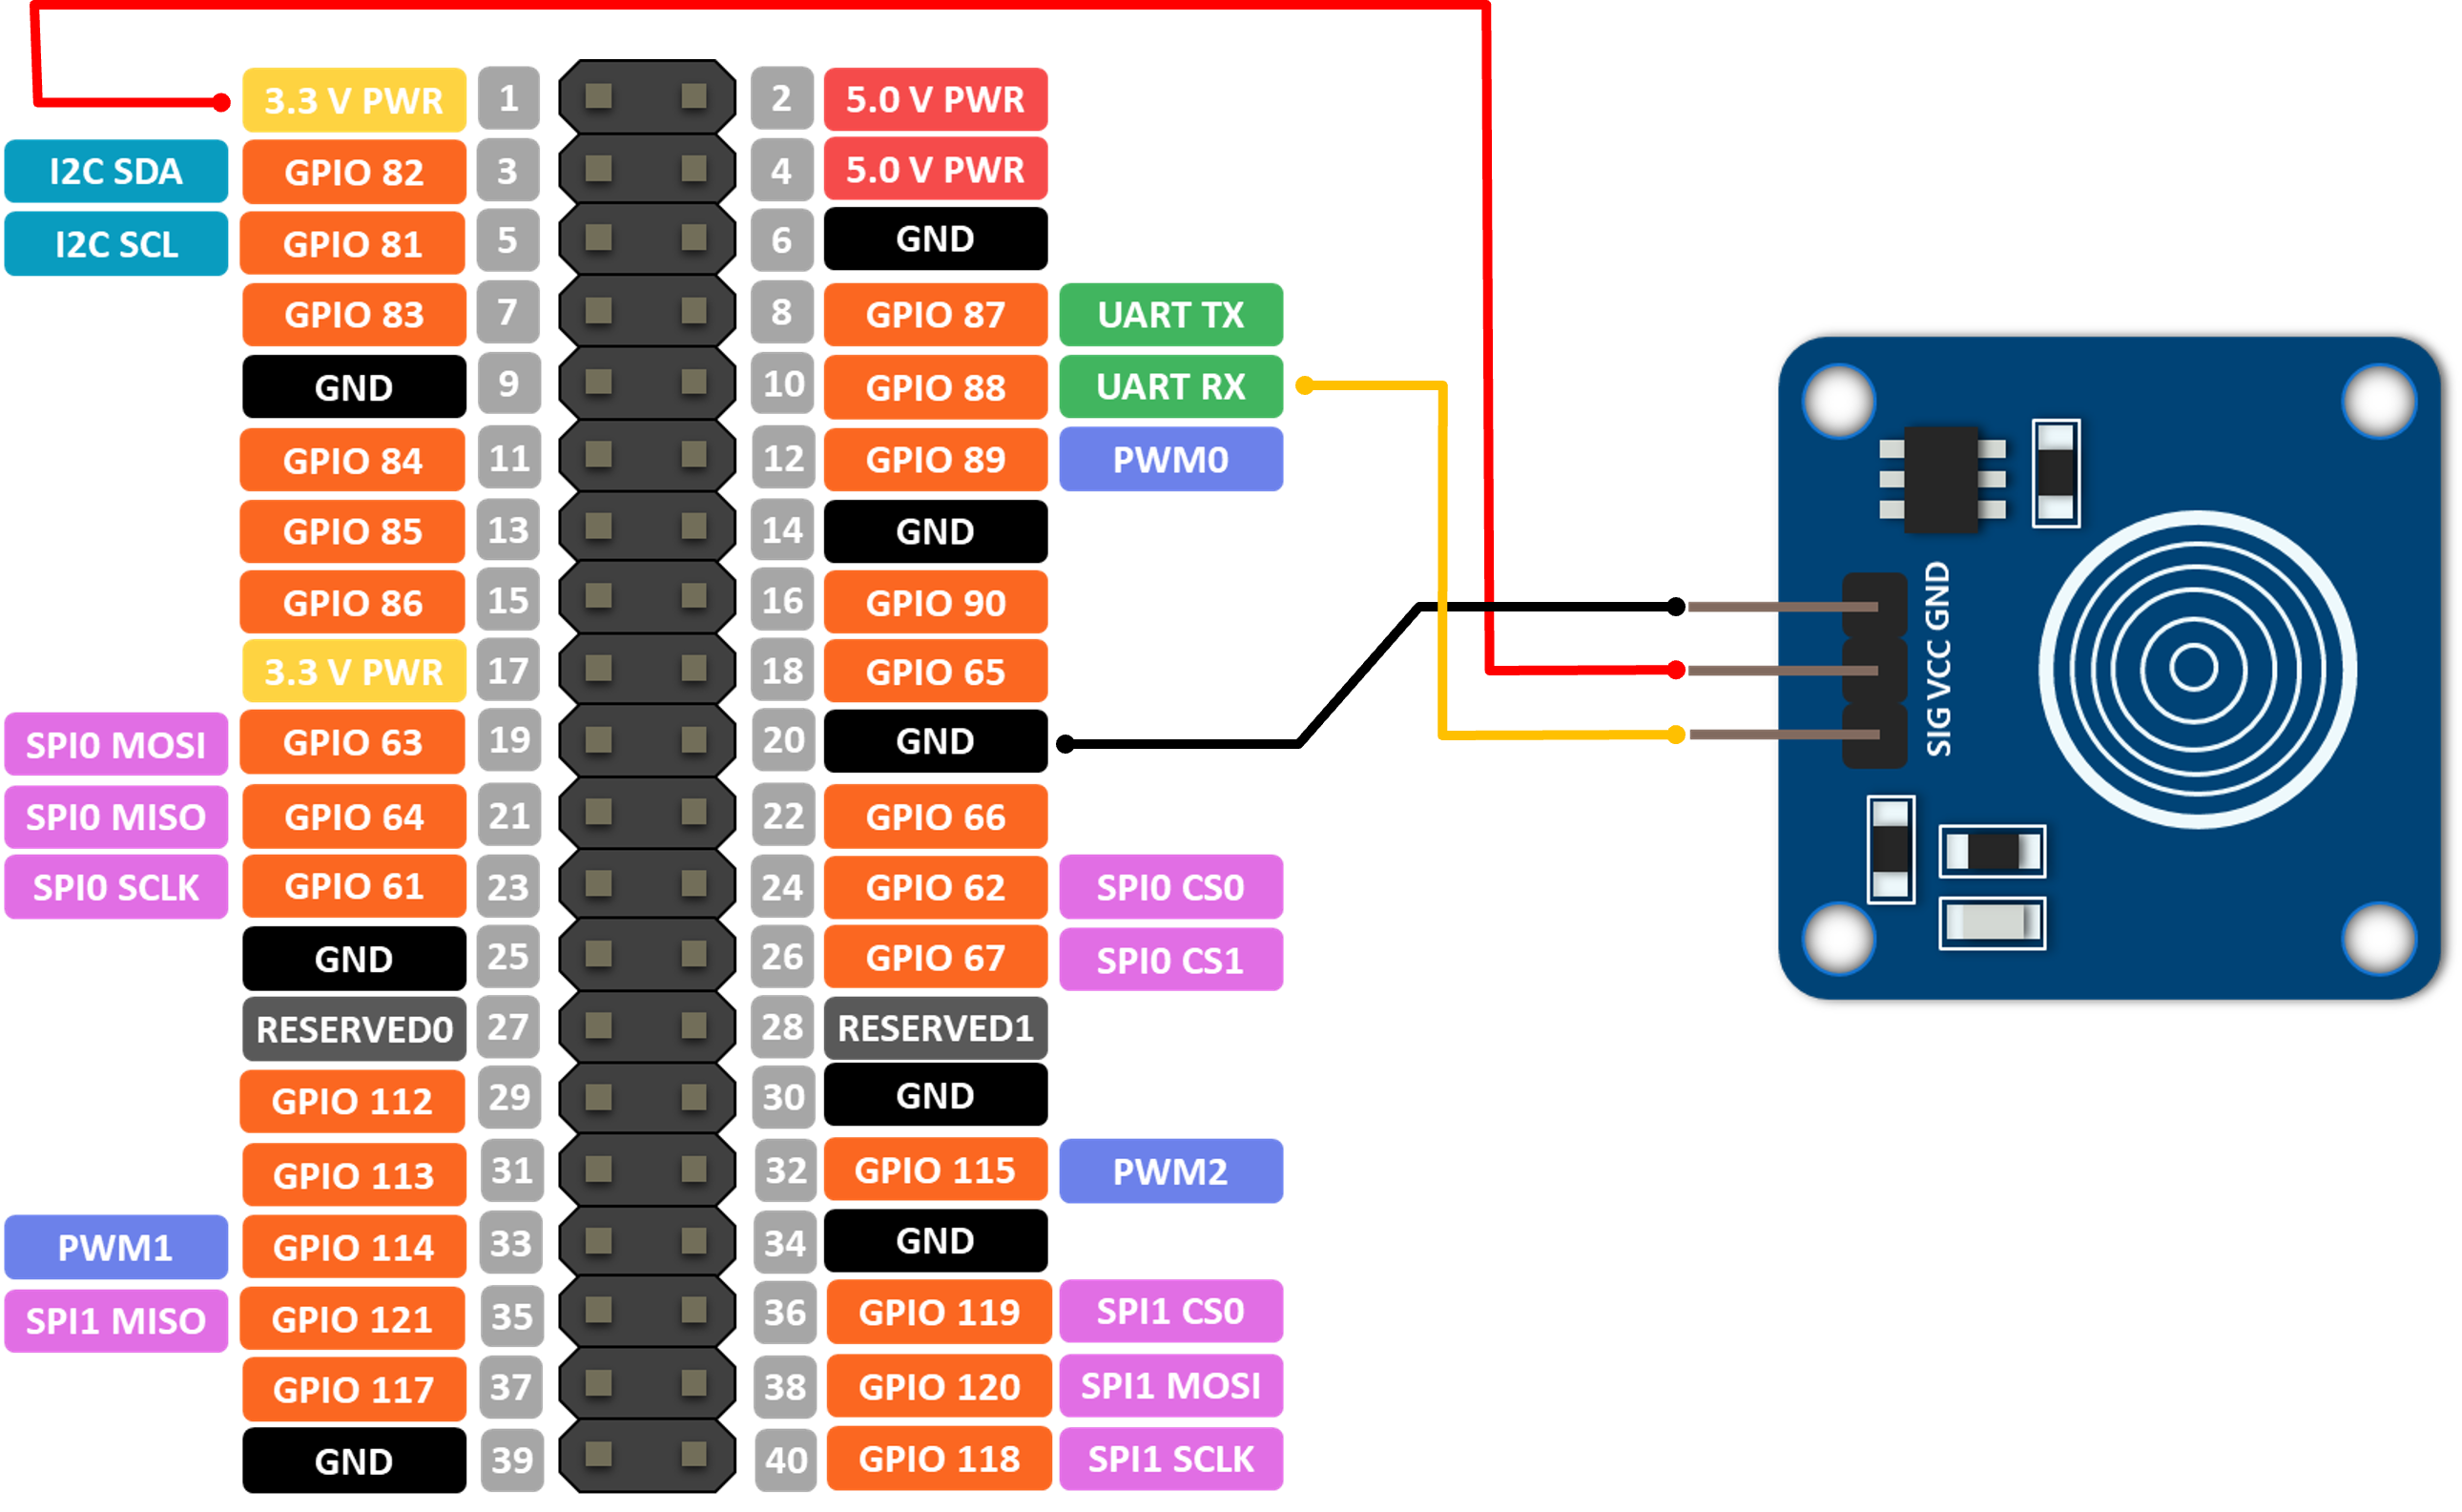 3.3 V PWR 1 2 5.0 V PWR
I2C SDA GPIO 82 3 4 5.0 V PWR
I2C SCL GPIO 81 5 6 GND
GPIO 83 7 8 GPIO 87 UART TX
GND 9 10 GPIO 88 UART RX
GPIO 84 11 12 GPIO 89 PWM0
GPIO 85 13 14 GND
GPIO 86 15 16 GPIO 90
3.3 V PWR 17 18 GPIO 65
SPI0 MOSI GPIO 63 19 20 GND
SPI0 MISO GPIO 64 21 22 GPIO 66
SPI0 SCLK GPIO 61 23 24 GPIO 62 SPI0 CS0
GND 25 26 GPIO 67 SPI0 CS1
RESERVED0 27 28 RESERVED1
GPIO 112 29 30 GND
GPIO 113 31 32 GPIO 115 PWM2
PWM1 GPIO 114 33 34 GND
SPI1 MISO GPIO 121 35 36 GPIO 119 SPI1 CS0
GPIO 117 37 38 GPIO 120 SPI1 MOSI
GND 39 40 GPIO 118 SPI1 SCLK
SIG VCC GND